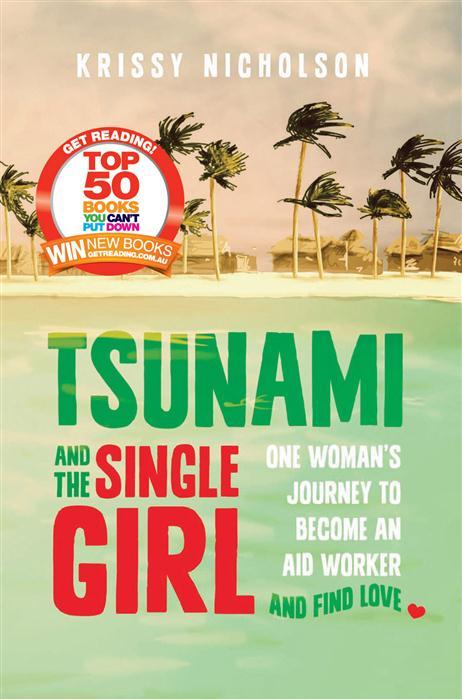 KRISSY NICHOLSON
GET READING!
TOP
50
BOOKS
YOU CAN'T
PUT DOWN
WIN NEW BOOKS
GETREADING.COM.AU
TSUNAMI
AND THE SINGLE
GIRL
ONE WOMAN'S
JOURNEY TO
BECOME AN
AID WORKER
AND FIND LOVE